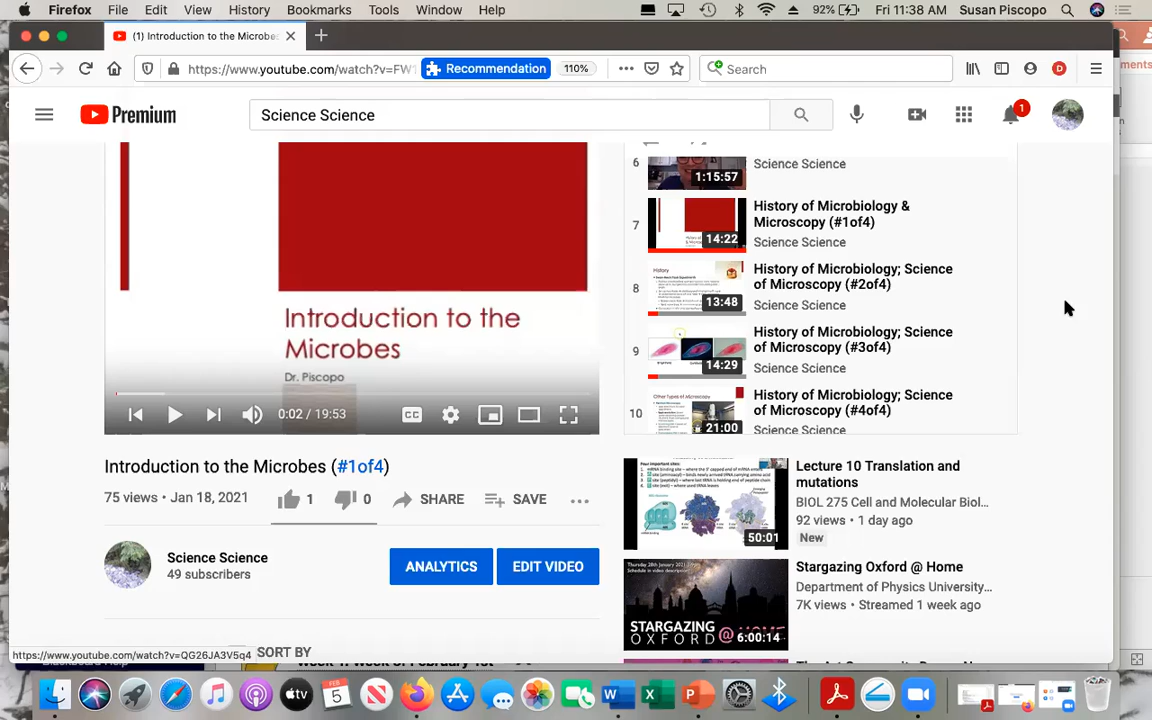 Firefox File Edit View History Bookmarks Tools Window Help 92% Fri 11:38 AM Susan Piscopo
(1) Introduction to the Microbe
https://www.youtube.com/watch?v=FW Recommendation 110% Search
Premium
Science Science
1
Introduction to the
Microbes
Dr. Piscopo
0:02 / 19:53
CC
Introduction to the Microbes (#1of4)
75 views • Jan 18, 2021
1 0 SHARE SAVE
Science Science
49 subscribers
ANALYTICS EDIT VIDEO
SORT BY
https://www.youtube.com/watch?v=QG26JA3V5q4
6
1:15:57
Science Science
7
14:22
History of Microbiology &
Microscopy (#1of4)
Science Science
8
History
13:48
History of Microbiology; Science
of Microscopy (#2of4)
Science Science
9
14:29
History of Microbiology; Science
of Microscopy (#3of4)
Science Science
10
21:00
History of Microbiology; Science
of Microscopy (#4of4)
Science Science
50:01
Lecture 10 Translation and
mutations
BIOL 275 Cell and Molecular Biol...
92 views • 1 day ago
New
STARGAZING
OXFORD @ HOME
6:00:14
Stargazing Oxford @ Home
Department of Physics University...
7K views • Streamed 1 week ago
FEB
5
tv